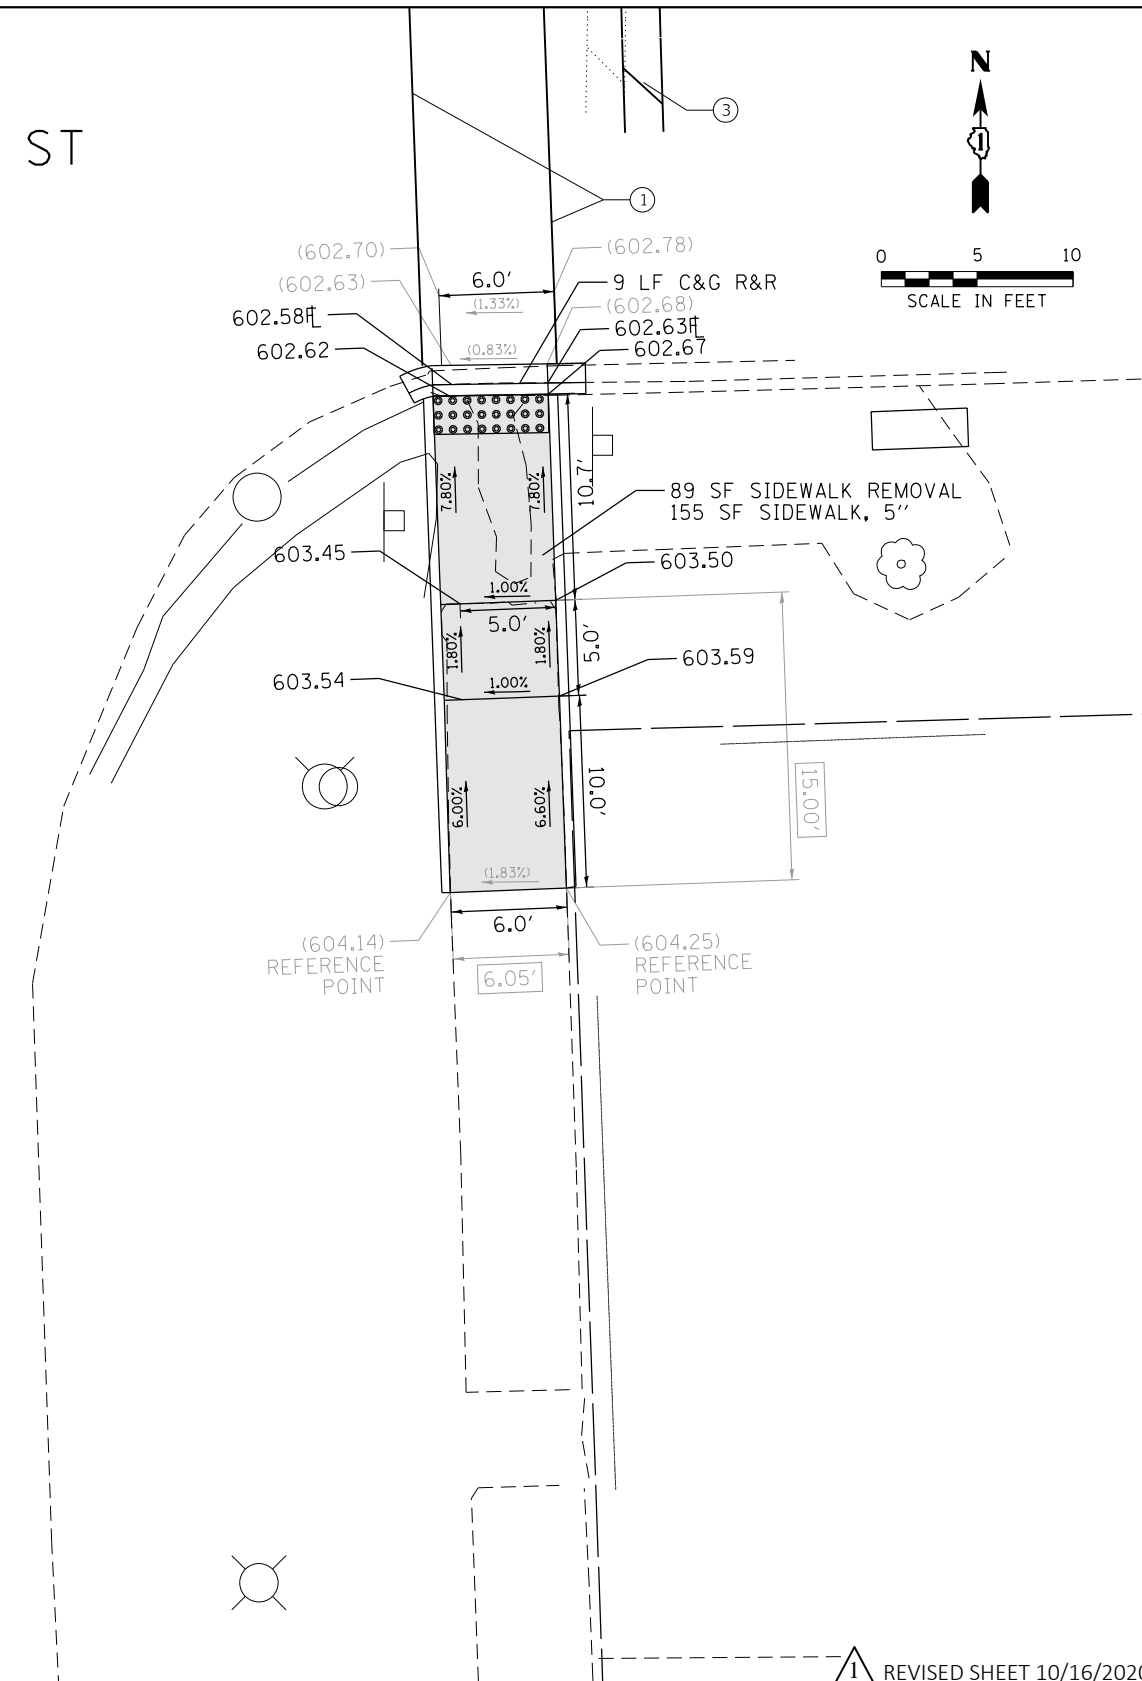 N
3
ST
1
0 5 10
SCALE IN FEET
(602.70)
(602.78)
(602.63)
6.0'
9 LF C&G R&R
(1.33%)
(602.68)
602.58FL
602.63FL
602.62
(0.83%)
602.67
10.7'
7.80%
7.80%
89 SF SIDEWALK REMOVAL
155 SF SIDEWALK, 5''
603.45
603.50
1.00%
5.0'
5.0'
1.80%
1.80%
603.54
603.59
1.00%
10.0'
15.00'
6.00%
6.60%
(1.83%)
6.0'
(604.14)
REFERENCE
POINT
(604.25)
REFERENCE
POINT
6.05'
1 REVISED SHEET 10/16/2020